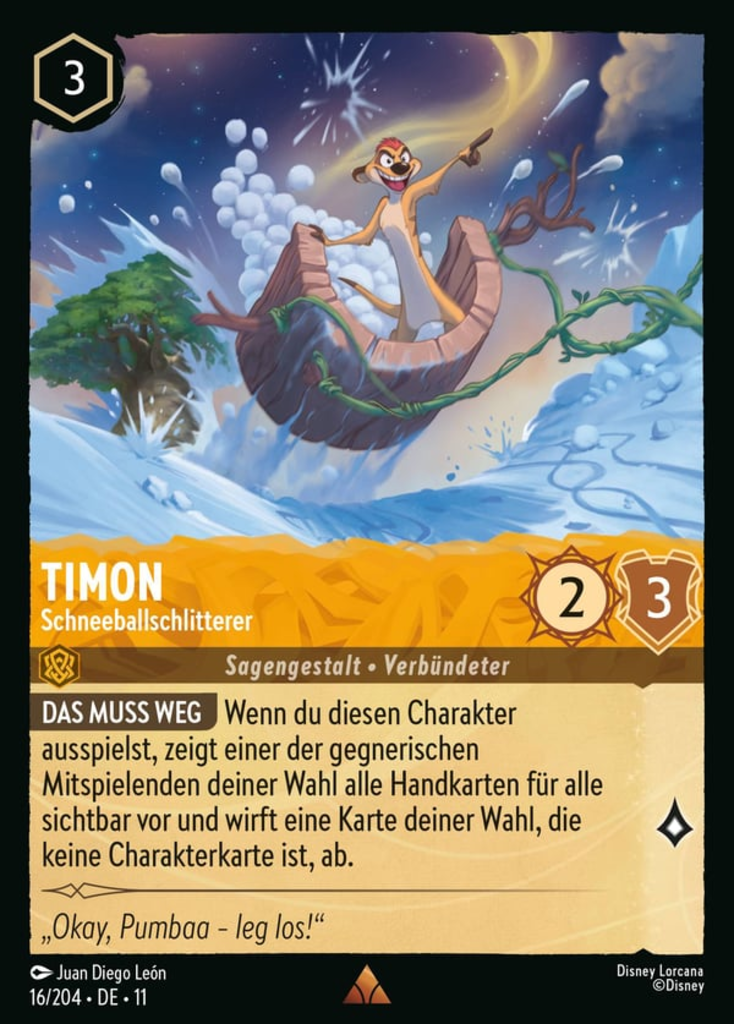 3
TIMON
Schneeballschlitterer
2
3
Sagengestalt • Verbündeter
DAS MUSS WEG Wenn du diesen Charakter
ausspielst, zeigt einer der gegnerischen
Mitspielenden deiner Wahl alle Handkarten für alle
sichtbar vor und wirft eine Karte deiner Wahl, die
keine Charakterkarte ist, ab.
„Okay, Pumbaa – leg los!“
Juan Diego León
16/204 • DE • 11
Disney Lorcana
©Disney